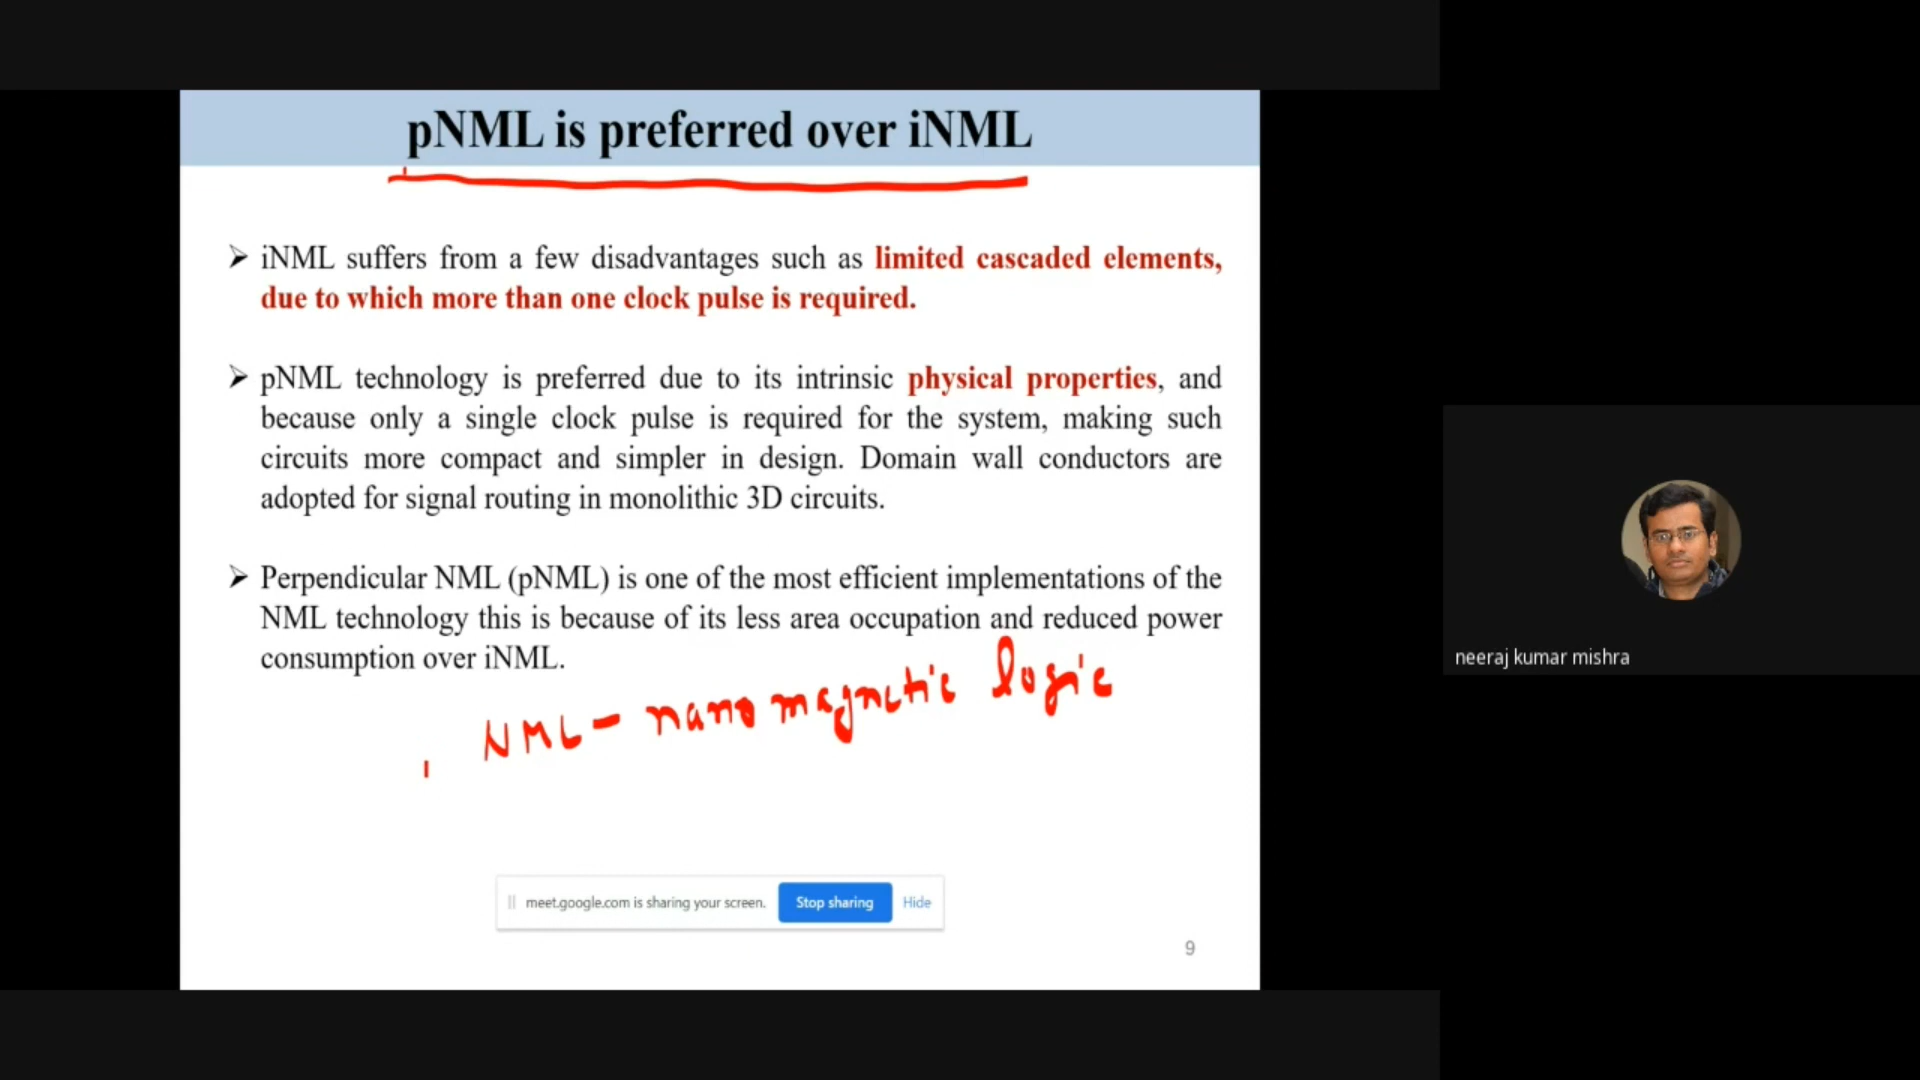 pNML is preferred over iNML
➢ iNML suffers from a few disadvantages such as limited cascaded elements,
due to which more than one clock pulse is required.
➢ pNML technology is preferred due to its intrinsic physical properties, and
because only a single clock pulse is required for the system, making such
circuits more compact and simpler in design. Domain wall conductors are
adopted for signal routing in monolithic 3D circuits.
➢ Perpendicular NML (pNML) is one of the most efficient implementations of the
NML technology this is because of its less area occupation and reduced power
consumption over iNML.
NML - nano magnetic logic
meet.google.com is sharing your screen. Stop sharing Hide
9
neeraj kumar mishra